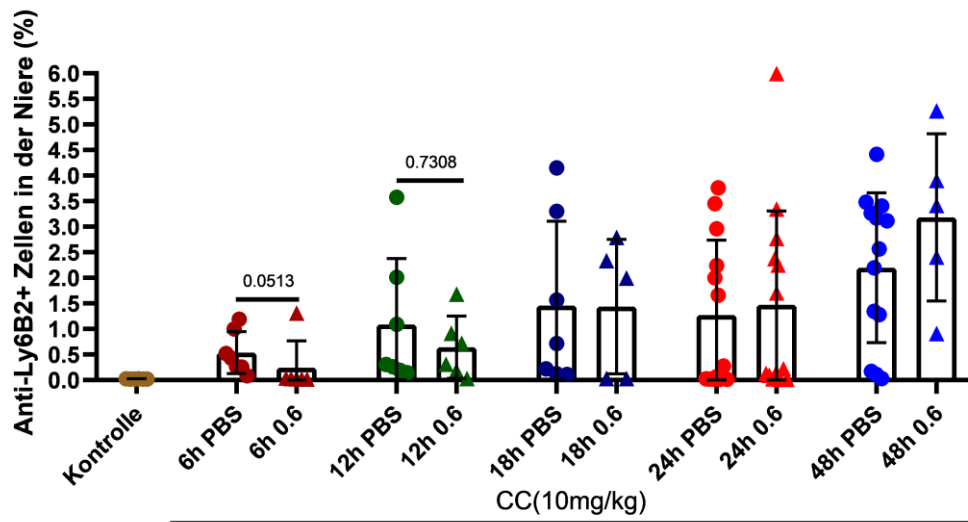 Anti-Ly6B2+ Zellen in der Niere (%)
6.0
5.5
5.0
4.5
4.0
3.5
3.0
2.5
2.0
1.5
1.0
0.5
0.0
0.0513
0.7308
Kontrolle
6h PBS
6h 0.6
12h PBS
12h 0.6
18h PBS
18h 0.6
24h PBS
24h 0.6
48h PBS
48h 0.6
CC(10mg/kg)